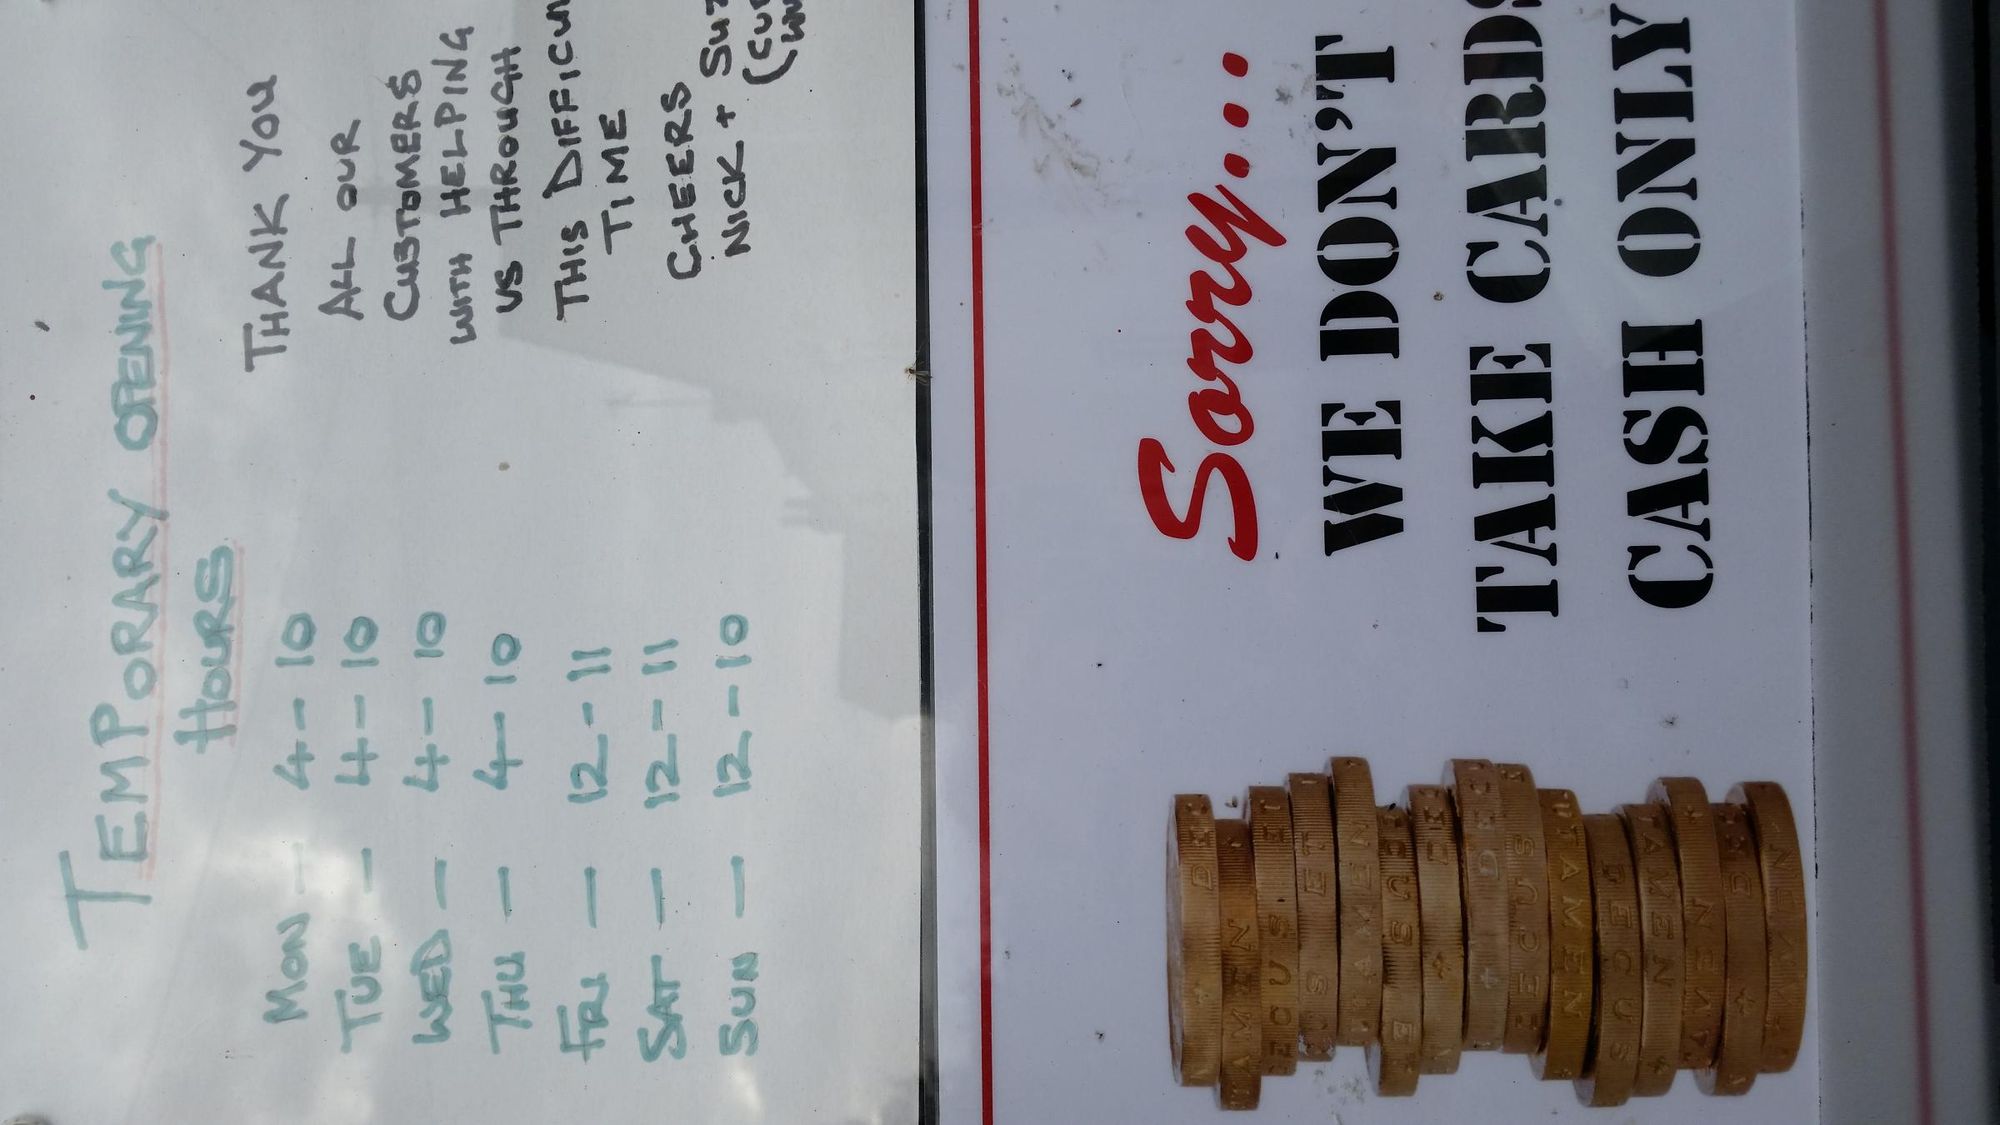 TEMPORARY OPENING
HOURS
MON - 4-10
TUE - 4-10
WED - 4-10
THU - 4-10
FRI - 12-11
SAT - 12-11
SUN - 12-10
THANK YOU
ALL OUR
CUSTOMERS
WITH HELPING
US THROUGH
THIS DIFFICU
TIME
CHEERS
NICK +
Sorry...
WE DON'T
TAKE CARDS
CASH ONLY